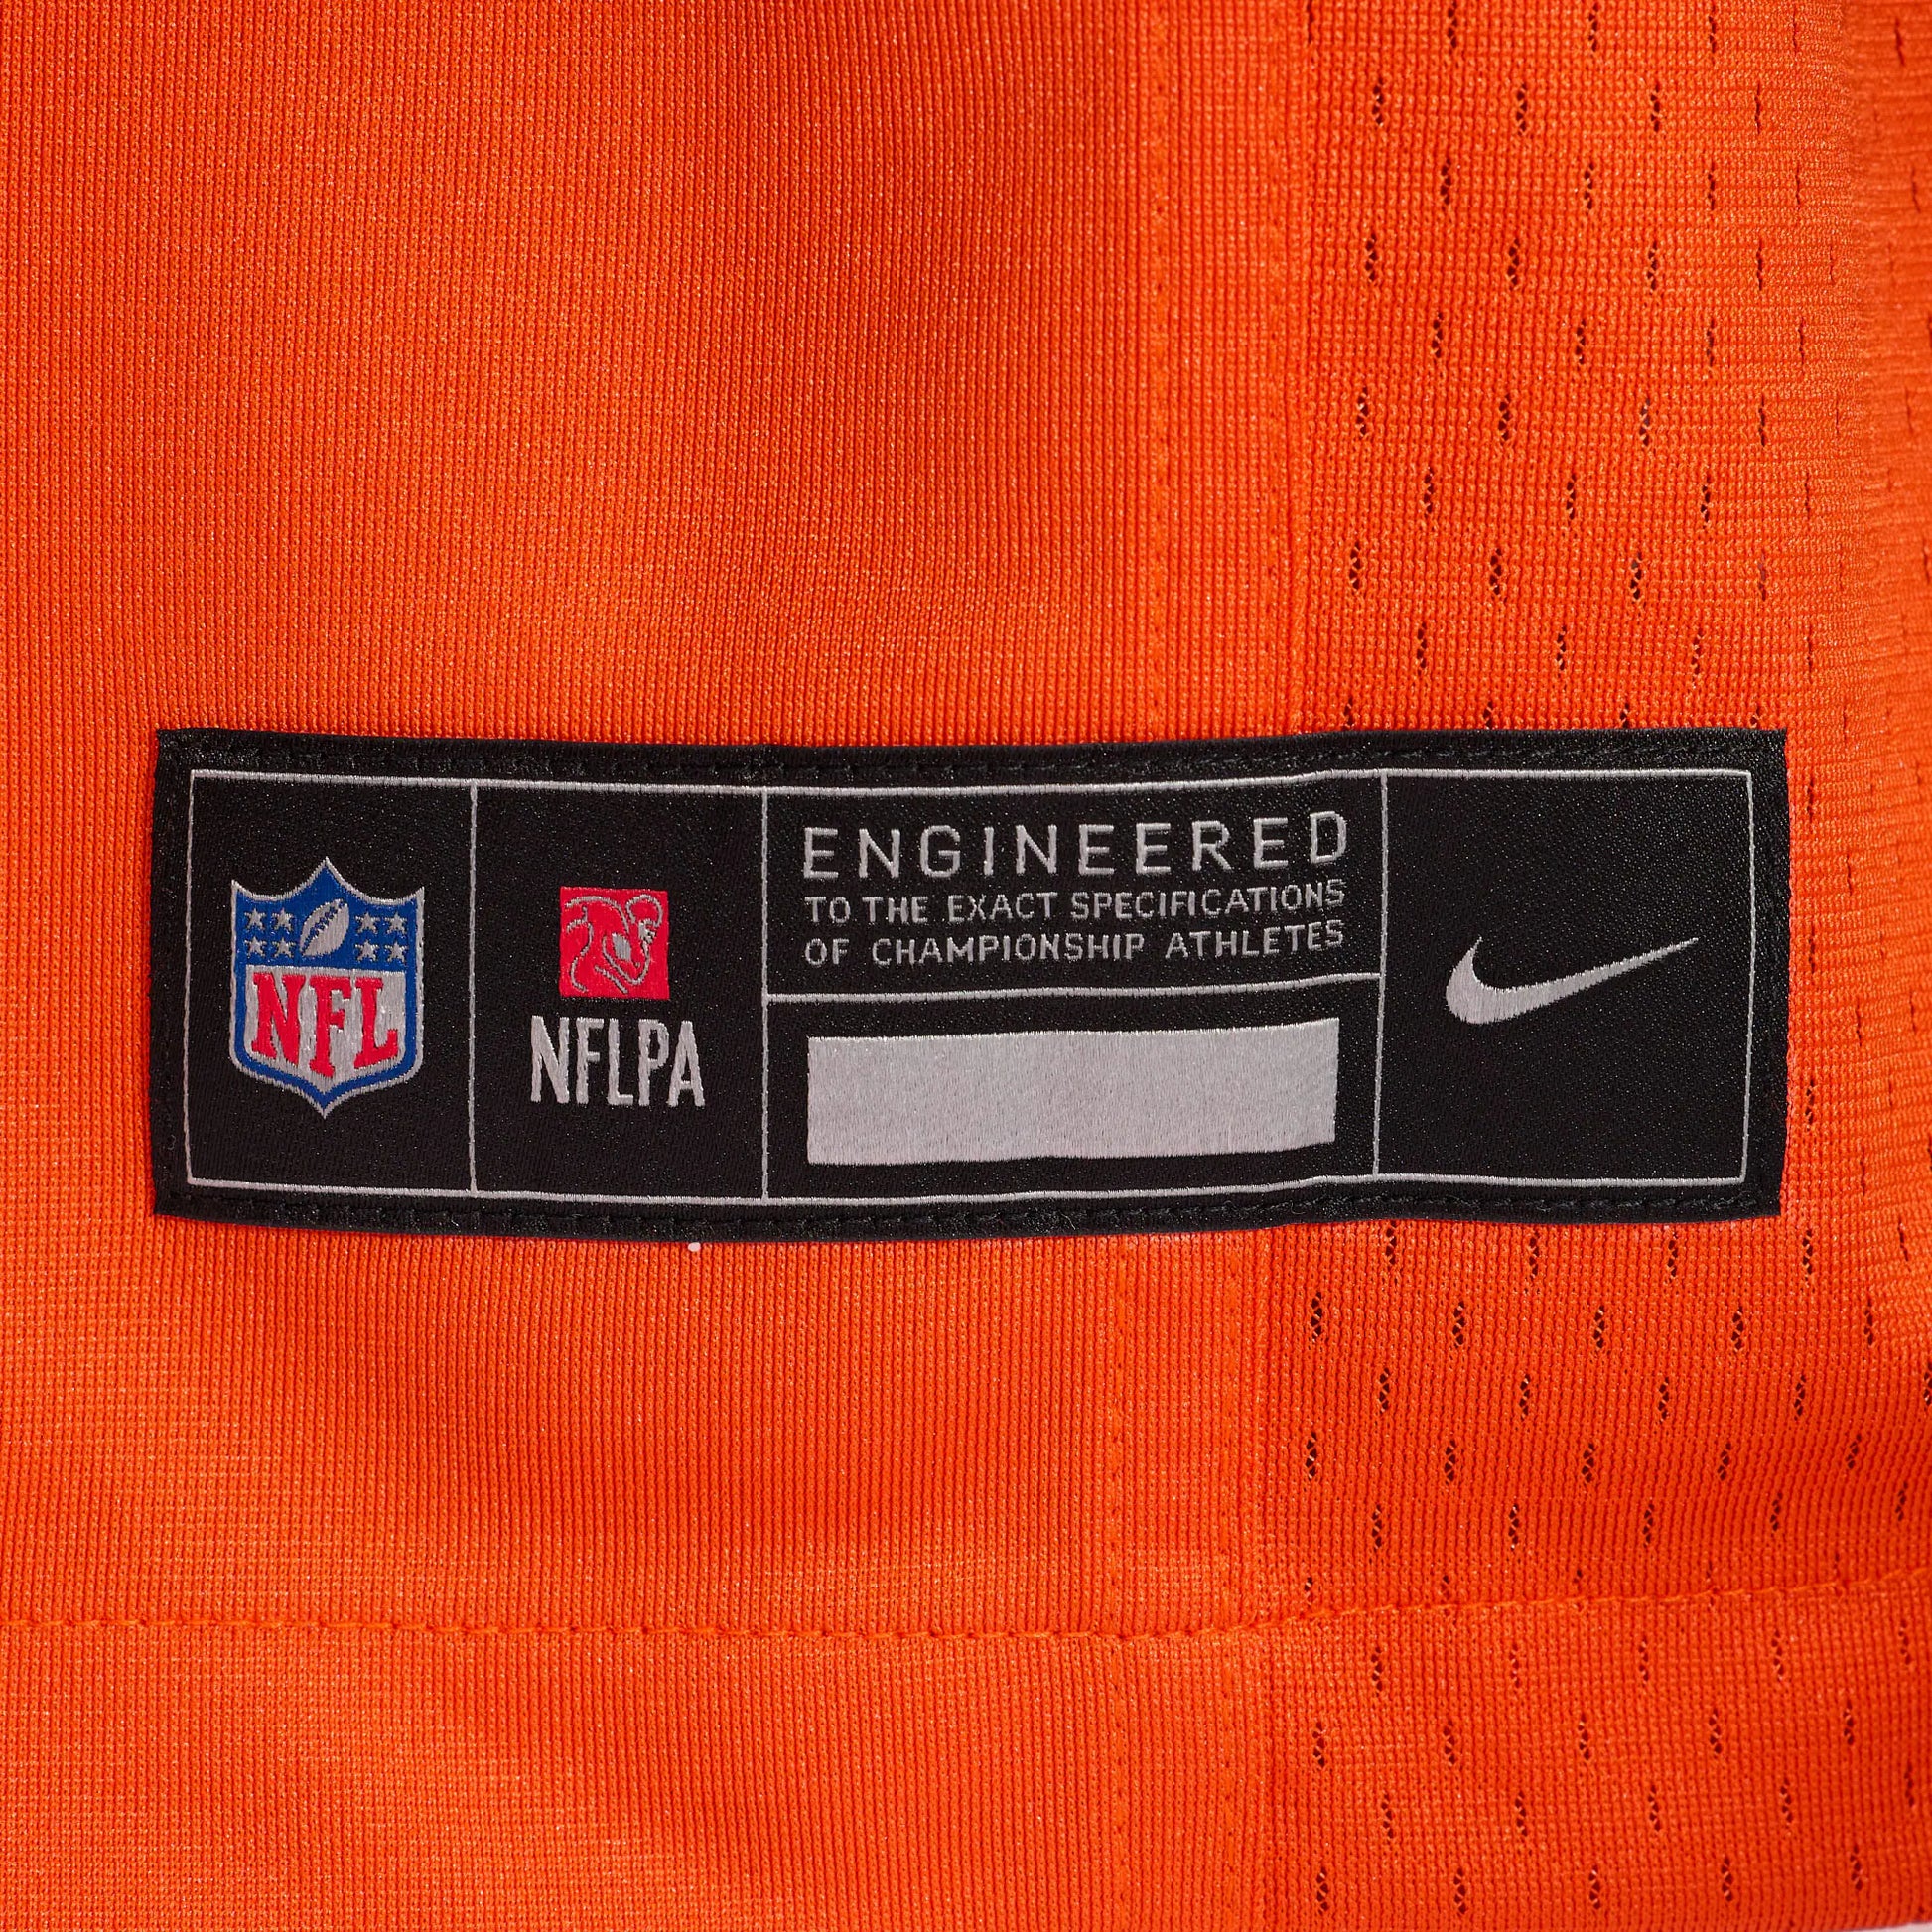 NFL
NFLPA
ENGINEERED
TO THE EXACT SPECIFICATIONS
OF CHAMPIONSHIP ATHLETES